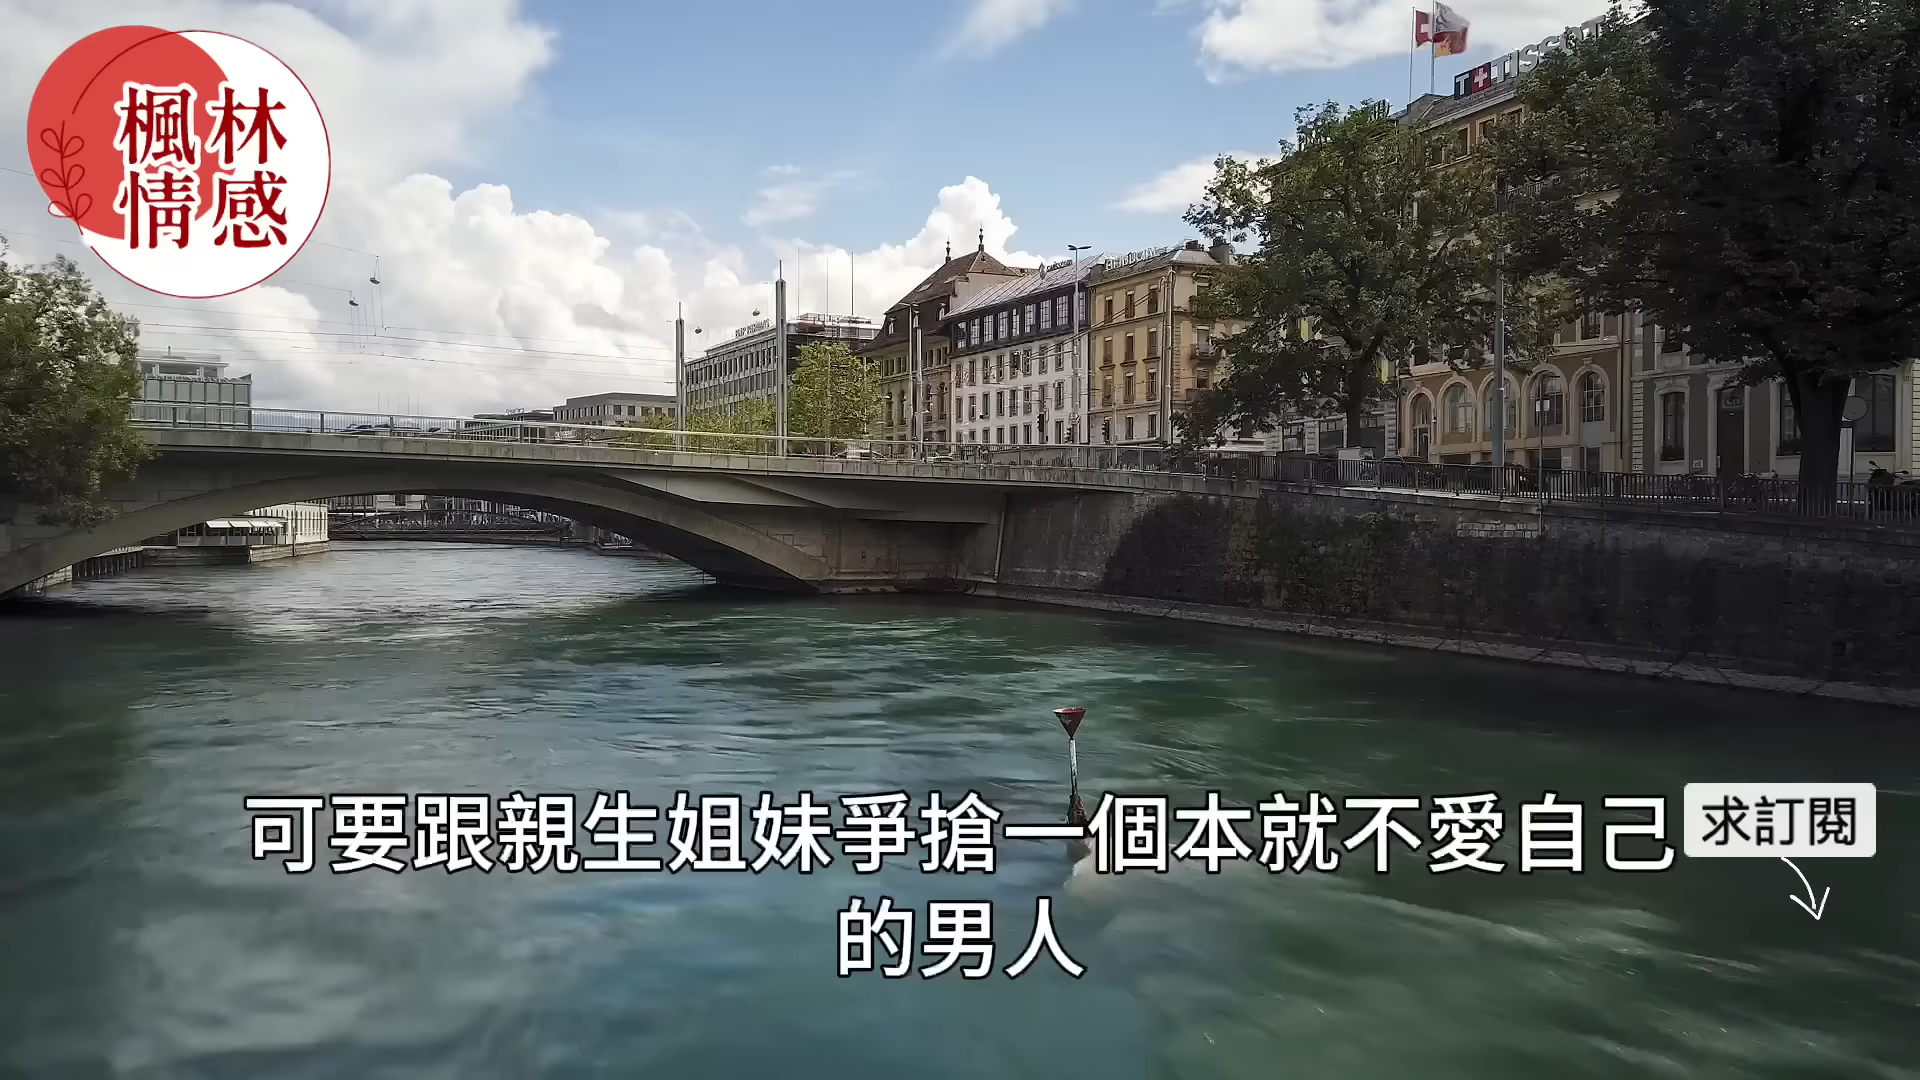 楓林
情感
TISSOT
可要跟親生姐妹爭搶一個本就不愛自己
求訂閱
的男人